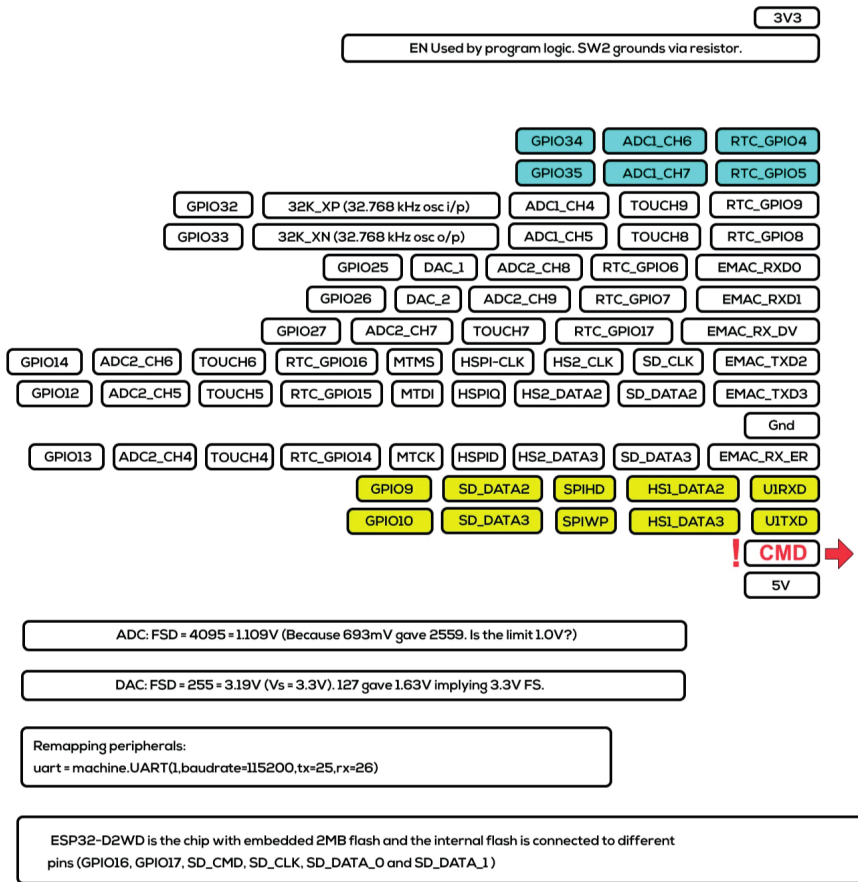 3V3
EN Used by program logic. SW2 grounds via resistor.
GPIO34 ADC1_CH6 RTC_GPIO4
GPIO35 ADC1_CH7 RTC_GPIO5
GPIO32 32K_XP (32.768 kHz osc i/p) ADC1_CH4 TOUCH9 RTC_GPIO9
GPIO33 32K_XN (32.768 kHz osc o/p) ADC1_CH5 TOUCH8 RTC_GPIO8
GPIO25 DAC_1 ADC2_CH8 RTC_GPIO6 EMAC_RXD0
GPIO26 DAC_2 ADC2_CH9 RTC_GPIO7 EMAC_RXD1
GPIO27 ADC2_CH7 TOUCH7 RTC_GPIO17 EMAC_RX_DV
GPIO14 ADC2_CH6 TOUCH6 RTC_GPIO16 MTMS HSPI-CLK HS2_CLK SD_CLK EMAC_TXD2
GPIO12 ADC2_CH5 TOUCH5 RTC_GPIO15 MTDI HSPIQ HS2_DATA2 SD_DATA2 EMAC_TXD3
Gnd
GPIO13 ADC2_CH4 TOUCH4 RTC_GPIO14 MTCK HSPID HS2_DATA3 SD_DATA3 EMAC_RX_ER
GPIO9 SD_DATA2 SPIHD HS1_DATA2 U1RXD
GPIO10 SD_DATA3 SPIWP HS1_DATA3 U1TXD
! CMD
5V
ADC: FSD = 4095 = 1.109V (Because 693mV gave 2559. Is the limit 1.0V?)
DAC: FSD = 255 = 3.19V (Vs = 3.3V). 127 gave 1.63V implying 3.3V FS.
Remapping peripherals:
uart = machine.UART(1,baudrate=115200,tx=25,rx=26)
ESP32-D2WD is the chip with embedded 2MB flash and the internal flash is connected to different
pins (GPIO16, GPIO17, SD_CMD, SD_CLK, SD_DATA_0 and SD_DATA_1 )